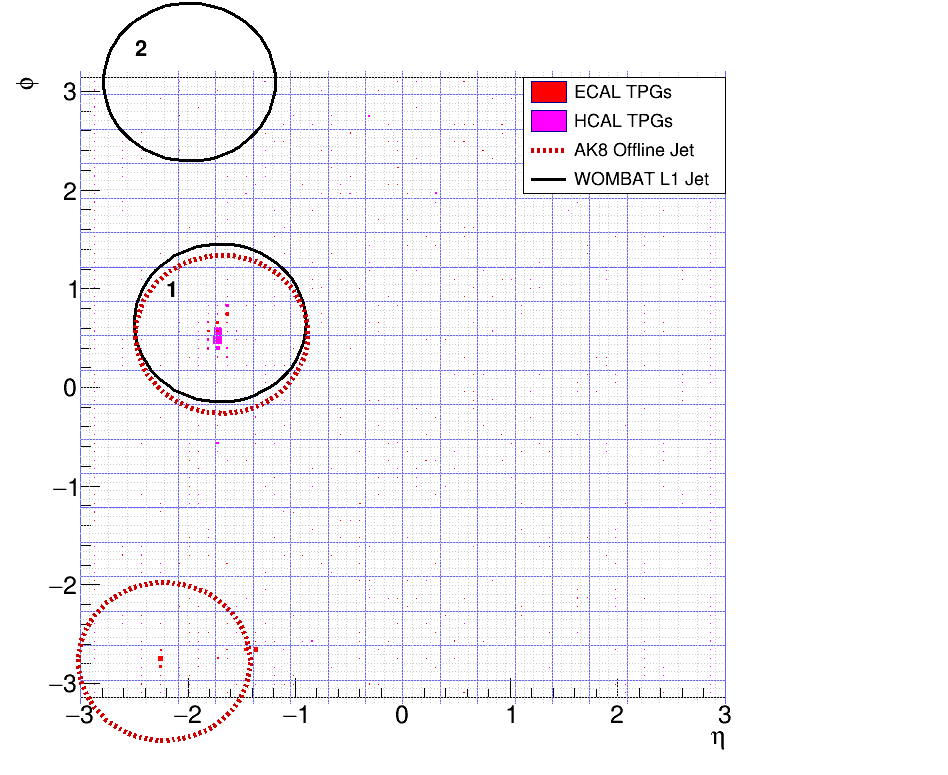 2
ϕ
3
ECAL TPGs
HCAL TPGs
AK8 Offline Jet
WOMBAT L1 Jet
2
1
1
0
−1
−2
−3
−3 −2 −1 0 1 2 3
η